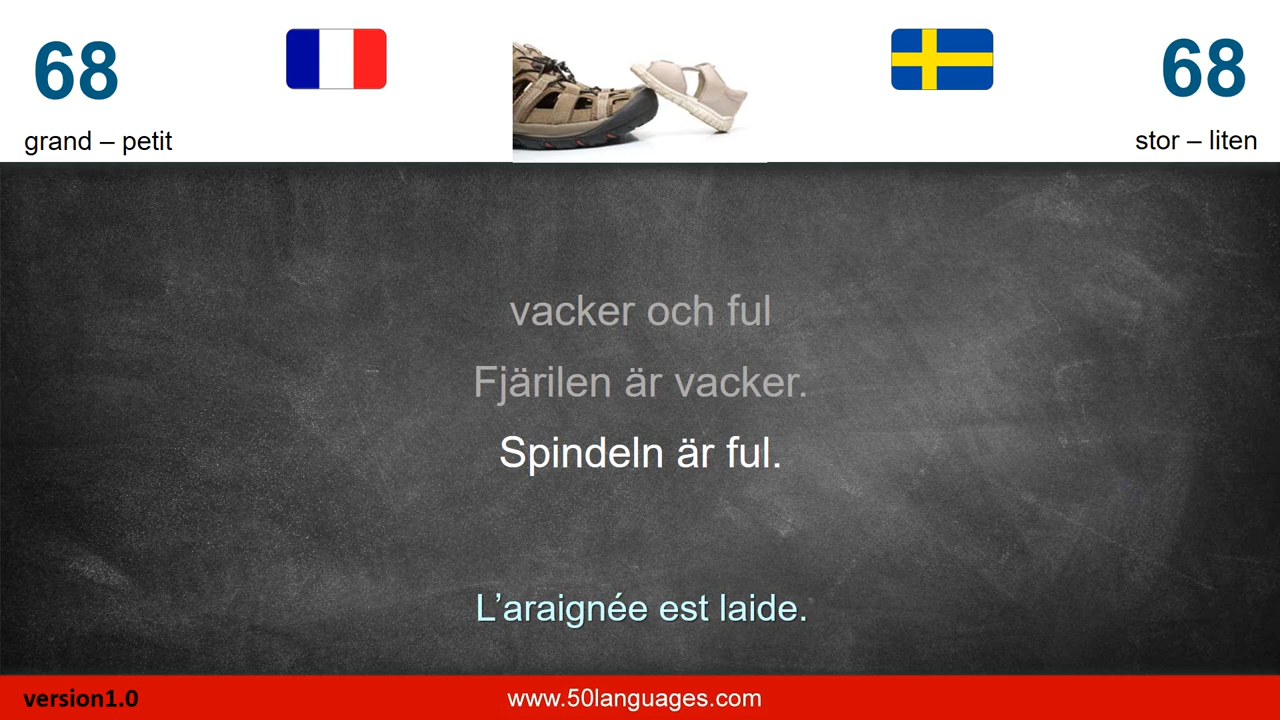 68
68
grand – petit
stor – liten
vacker och ful
Fjärilen är vacker.
Spindeln är ful.
L’araignée est laide.
version1.0
www.50languages.com